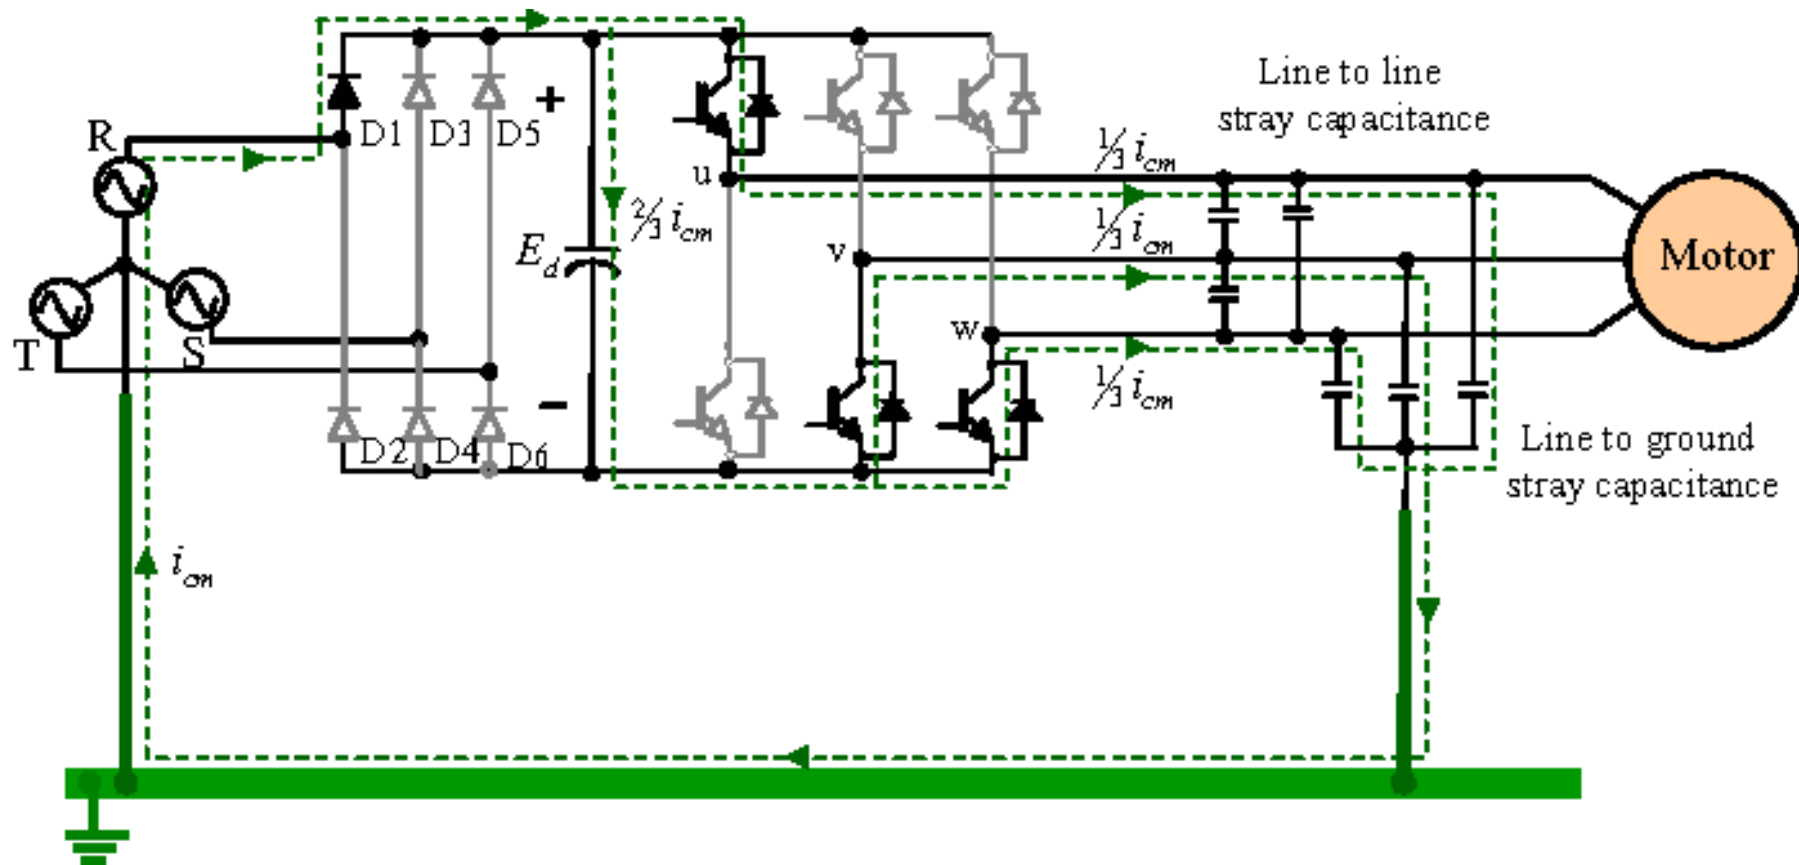 Line to line
stray capacitance
R
D1
D3
D5
+
⅓ i_cm
u
⅔ i_cm
⅓ i_cm
E_d
v
Motor
w
T
S
⅓ i_cm
−
D2
D4
D6
Line to ground
stray capacitance
i_cm